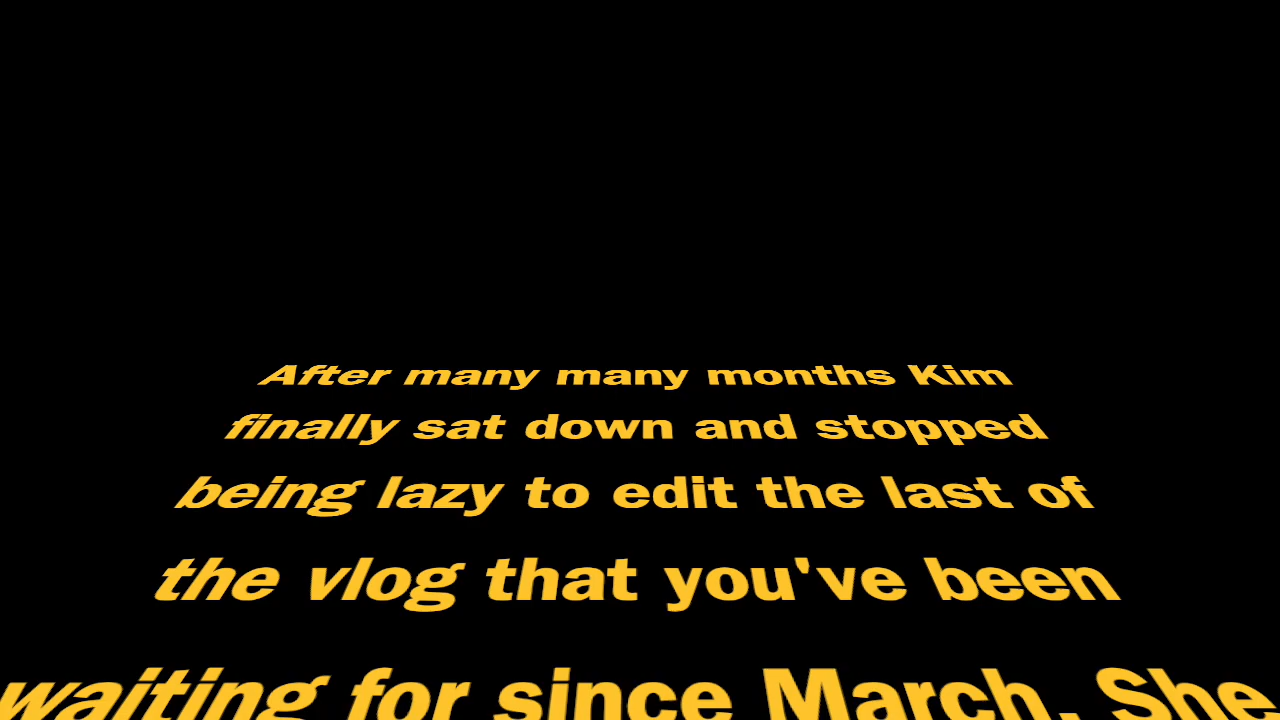 After many many months Kim
finally sat down and stopped
being lazy to edit the last of
the vlog that you've been
waiting for since March. She